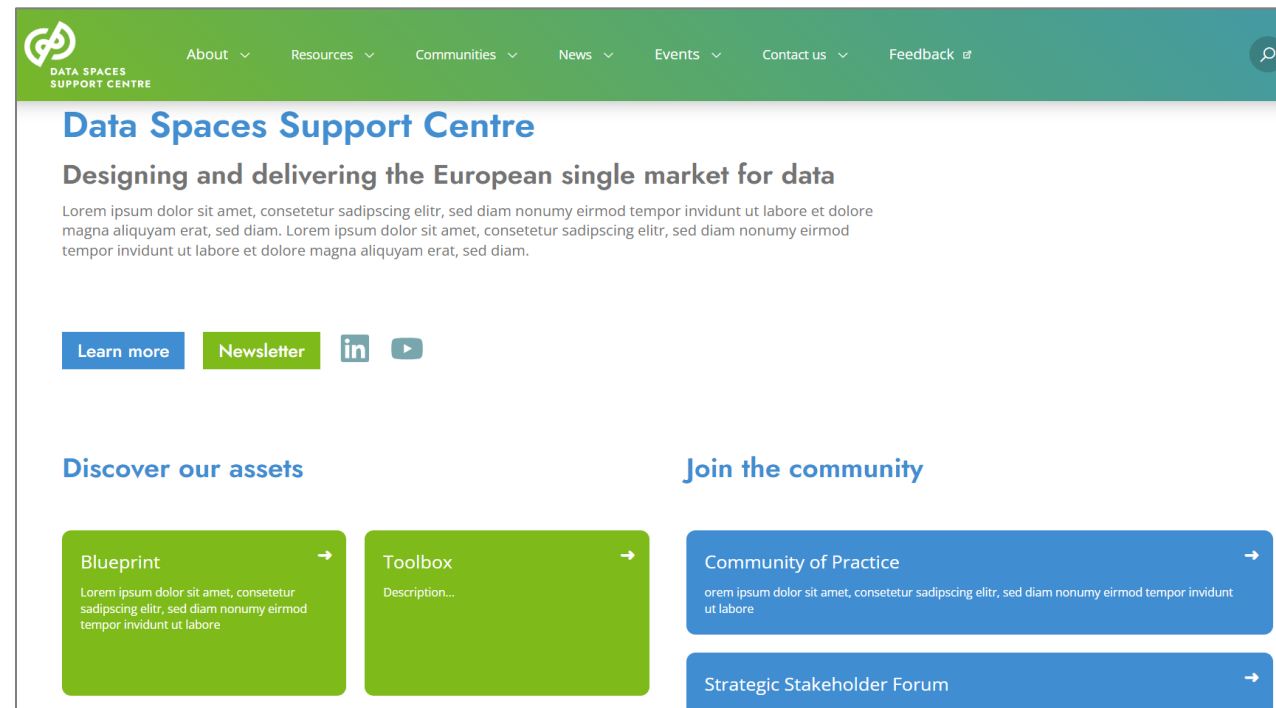 DATA SPACES
SUPPORT CENTRE
About
Resources
Communities
News
Events
Contact us
Feedback
Data Spaces Support Centre
Designing and delivering the European single market for data
Lorem ipsum dolor sit amet, consetetur sadipscing elitr, sed diam nonumy eirmod tempor invidunt ut labore et dolore
magna aliquyam erat, sed diam. Lorem ipsum dolor sit amet, consetetur sadipscing elitr, sed diam nonumy eirmod
tempor invidunt ut labore et dolore magna aliquyam erat, sed diam.
Learn more
Newsletter
in
Discover our assets
Blueprint
Lorem ipsum dolor sit amet, consetetur
sadipscing elitr, sed diam nonumy eirmod
tempor invidunt ut labore
Toolbox
Description...
Join the community
Community of Practice
orem ipsum dolor sit amet, consetetur sadipscing elitr, sed diam nonumy eirmod tempor invidunt
ut labore
Strategic Stakeholder Forum